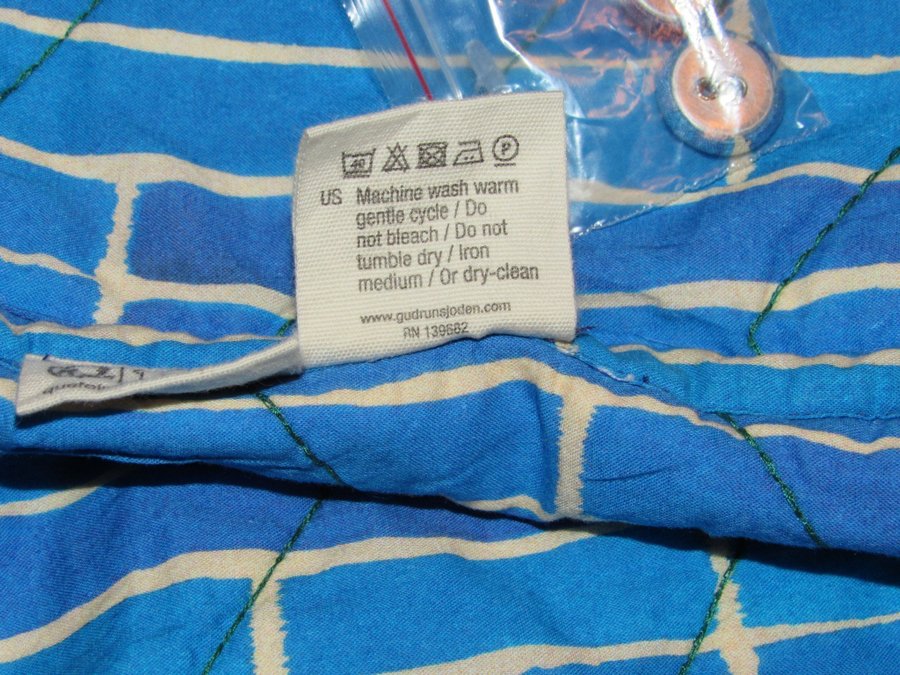 40 P
US Machine wash warm
gentle cycle / Do
not bleach / Do not
tumble dry / Iron
medium / Or dry-clean
www.gudrunsjoden.com
RN 139682